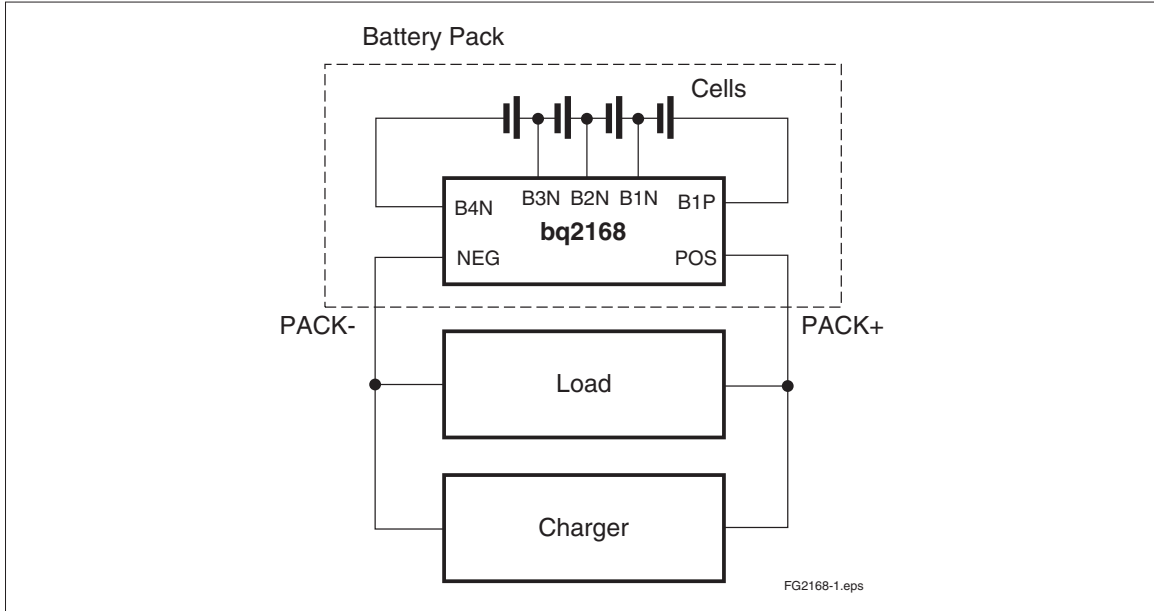 Battery Pack
Cells
B3N B2N B1N
B4N
B1P
bq2168
NEG
POS
PACK-
PACK+
Load
Charger
FG2168-1.eps